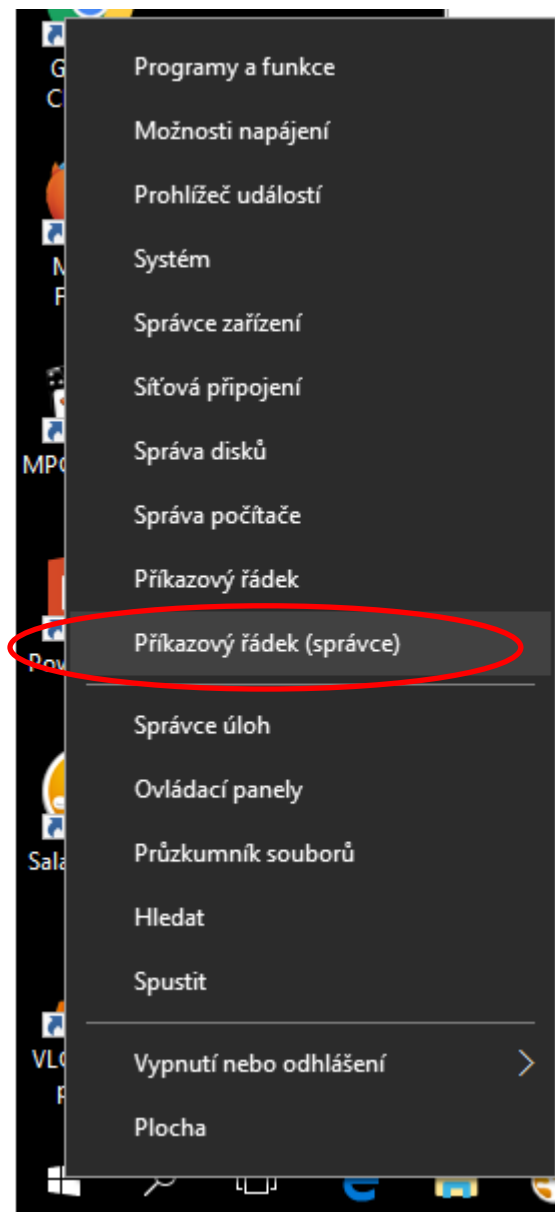 Programy a funkce
Možnosti napájení
Prohlížeč událostí
Systém
Správce zařízení
Síťová připojení
Správa disků
Správa počítače
Příkazový řádek
Příkazový řádek (správce)
Správce úloh
Ovládací panely
Průzkumník souborů
Hledat
Spustit
Vypnutí nebo odhlášení
Plocha